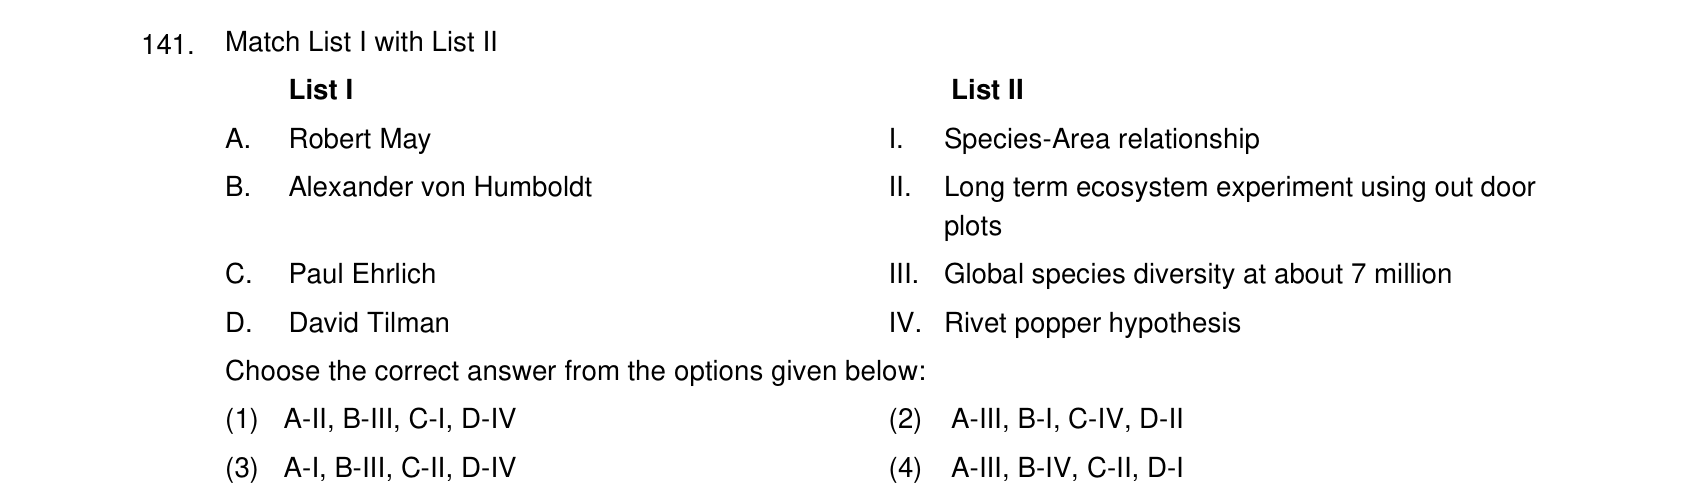 141. Match List I with List II
List I List II
A. Robert May I. Species-Area relationship
B. Alexander von Humboldt II. Long term ecosystem experiment using out door
plots
C. Paul Ehrlich III. Global species diversity at about 7 million
D. David Tilman IV. Rivet popper hypothesis
Choose the correct answer from the options given below:
(1) A-II, B-III, C-I, D-IV (2) A-III, B-I, C-IV, D-II
(3) A-I, B-III, C-II, D-IV (4) A-III, B-IV, C-II, D-I